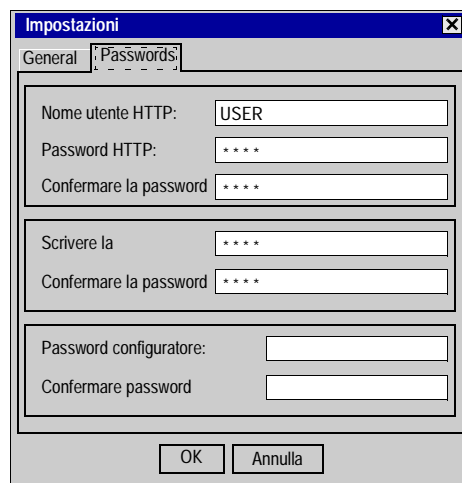 Impostazioni
General Passwords
Nome utente HTTP: USER
Password HTTP: ****
Confermare la password ****
Scrivere la ****
Confermare la password ****
Password configuratore:
Confermare password
OK Annulla